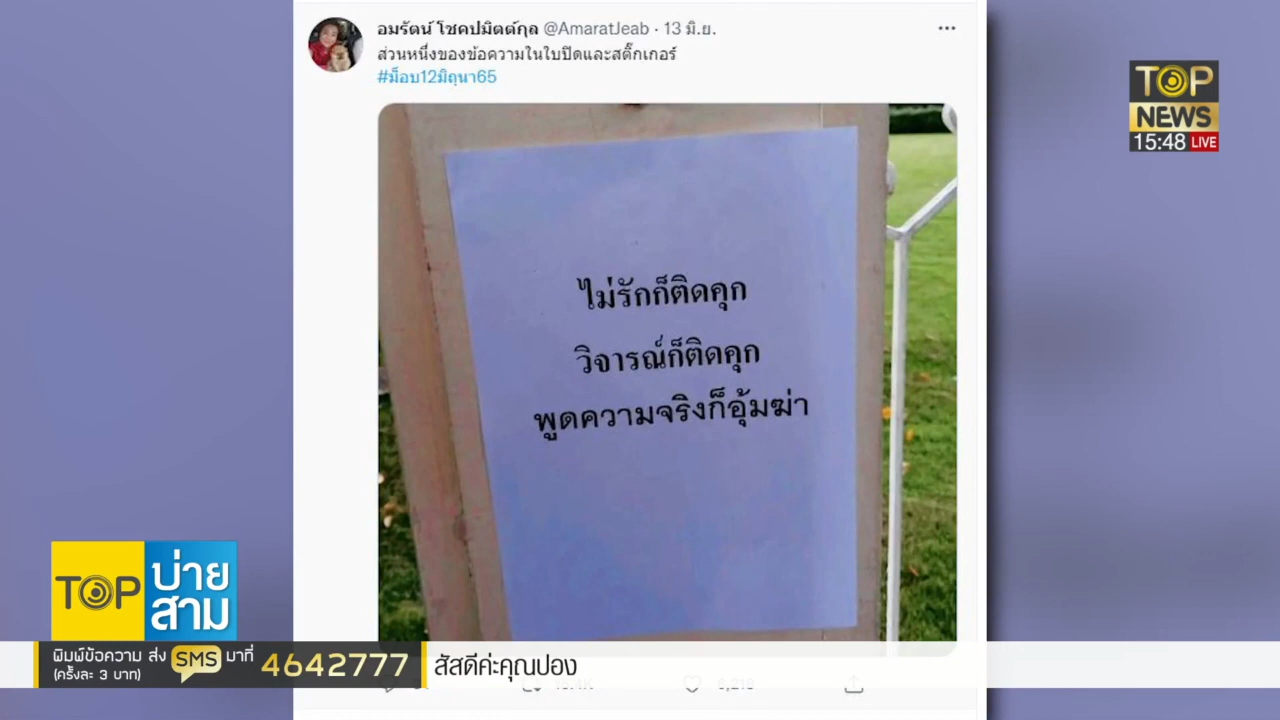 อมรัตน์ โชคปมิตต์กุล @AmaratJeab · 13 มิ.ย.
ส่วนหนึ่งของข้อความในใบปิดและสติ๊กเกอร์
#ม็อบ12มิถุนา65
TOP
NEWS
15:48 LIVE
ไม่รักก็ติดคุก
วิจารณ์ก็ติดคุก
พูดความจริงก็อุ้มฆ่า
TOP บ่าย
สาม
พิมพ์ข้อความ ส่ง SMS มาที่ 4642777
(ครั้งละ 3 บาท)
สัสดีค่ะคุณปอง